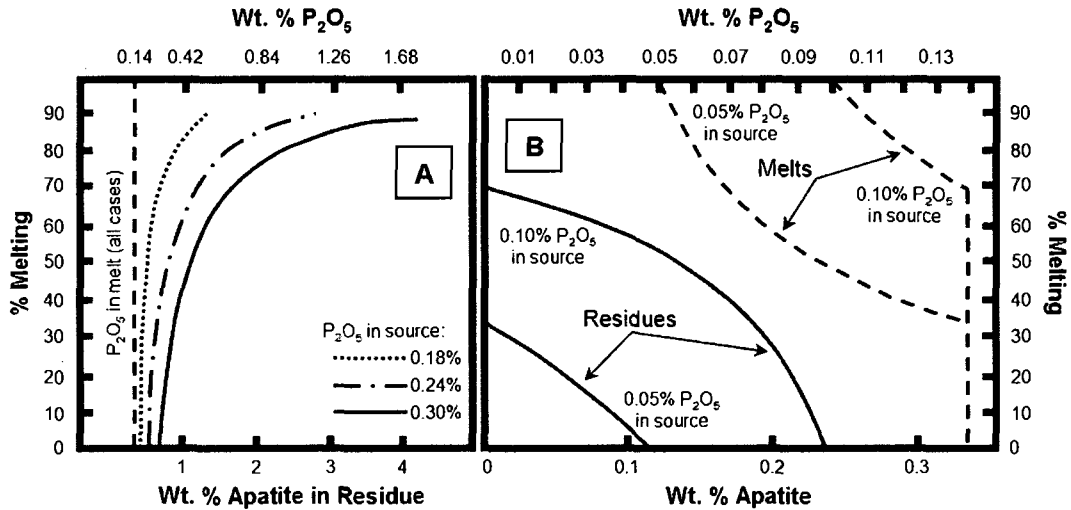 Wt. % P₂O₅
0.14 0.42 0.84 1.26 1.68
% Melting
90
80
70
60
50
40
30
20
10
0
P₂O₅ in melt (all cases)
A
P₂O₅ in source:
0.18%
0.24%
0.30%
1 2 3 4
Wt. % Apatite in Residue
Wt. % P₂O₅
0.01 0.03 0.05 0.07 0.09 0.11 0.13
B
0.05% P₂O₅
in source
Melts
0.10% P₂O₅
in source
0.10% P₂O₅
in source
Residues
0.05% P₂O₅
in source
90
80
70
60
50
40
30
20
10
0
% Melting
0 0.1 0.2 0.3
Wt. % Apatite